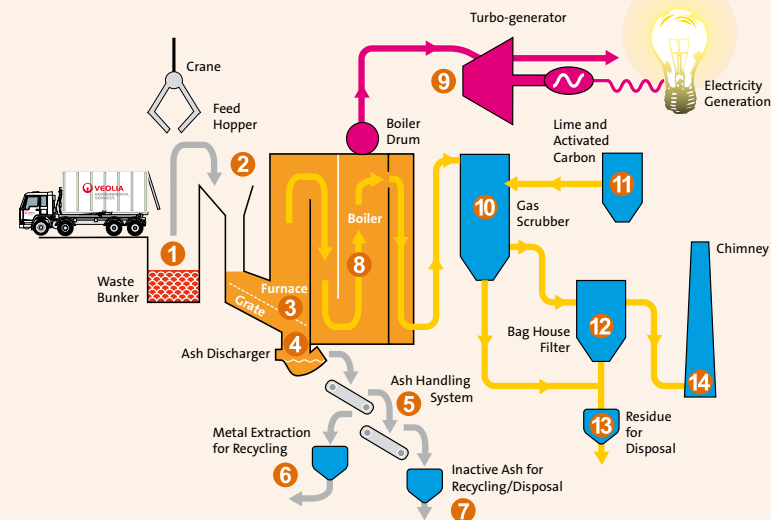 Turbo-generator
Crane
Feed
Hopper
2
9
Electricity
Generation
Boiler
Drum
Lime and
Activated
Carbon
11
VEOLIA
ENVIRONMENTAL
SERVICES
1
Waste
Bunker
Boiler
8
10
Gas
Scrubber
Chimney
Furnace
3
Grate
4
Ash Discharger
Bag House
Filter
12
14
Ash Handling
System
5
13
Residue
for
Disposal
Metal Extraction
for Recycling
6
Inactive Ash for
Recycling/Disposal
7